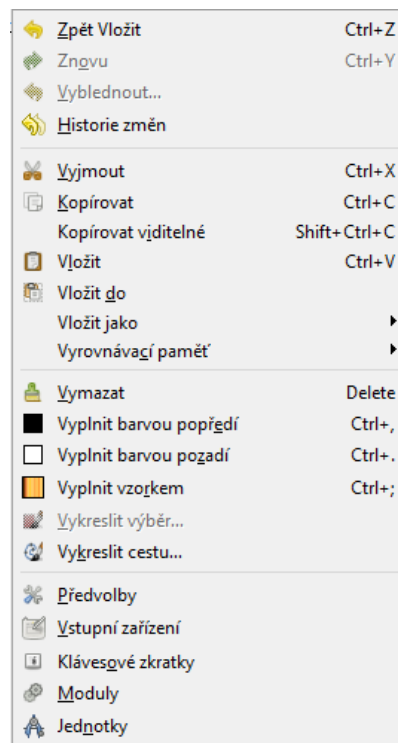 Zpět Vložit Ctrl+Z
Znovu Ctrl+Y
Vyblednout...
Historie změn
Vyjmout Ctrl+X
Kopírovat Ctrl+C
Kopírovat viditelné Shift+Ctrl+C
Vložit Ctrl+V
Vložit do
Vložit jako
Vyrovnávací paměť
Vymazat Delete
Vyplnit barvou popředí Ctrl+,
Vyplnit barvou pozadí Ctrl+.
Vyplnit vzorkem Ctrl+;
Vykreslit výběr...
Vykreslit cestu...
Předvolby
Vstupní zařízení
Klávesové zkratky
Moduly
Jednotky